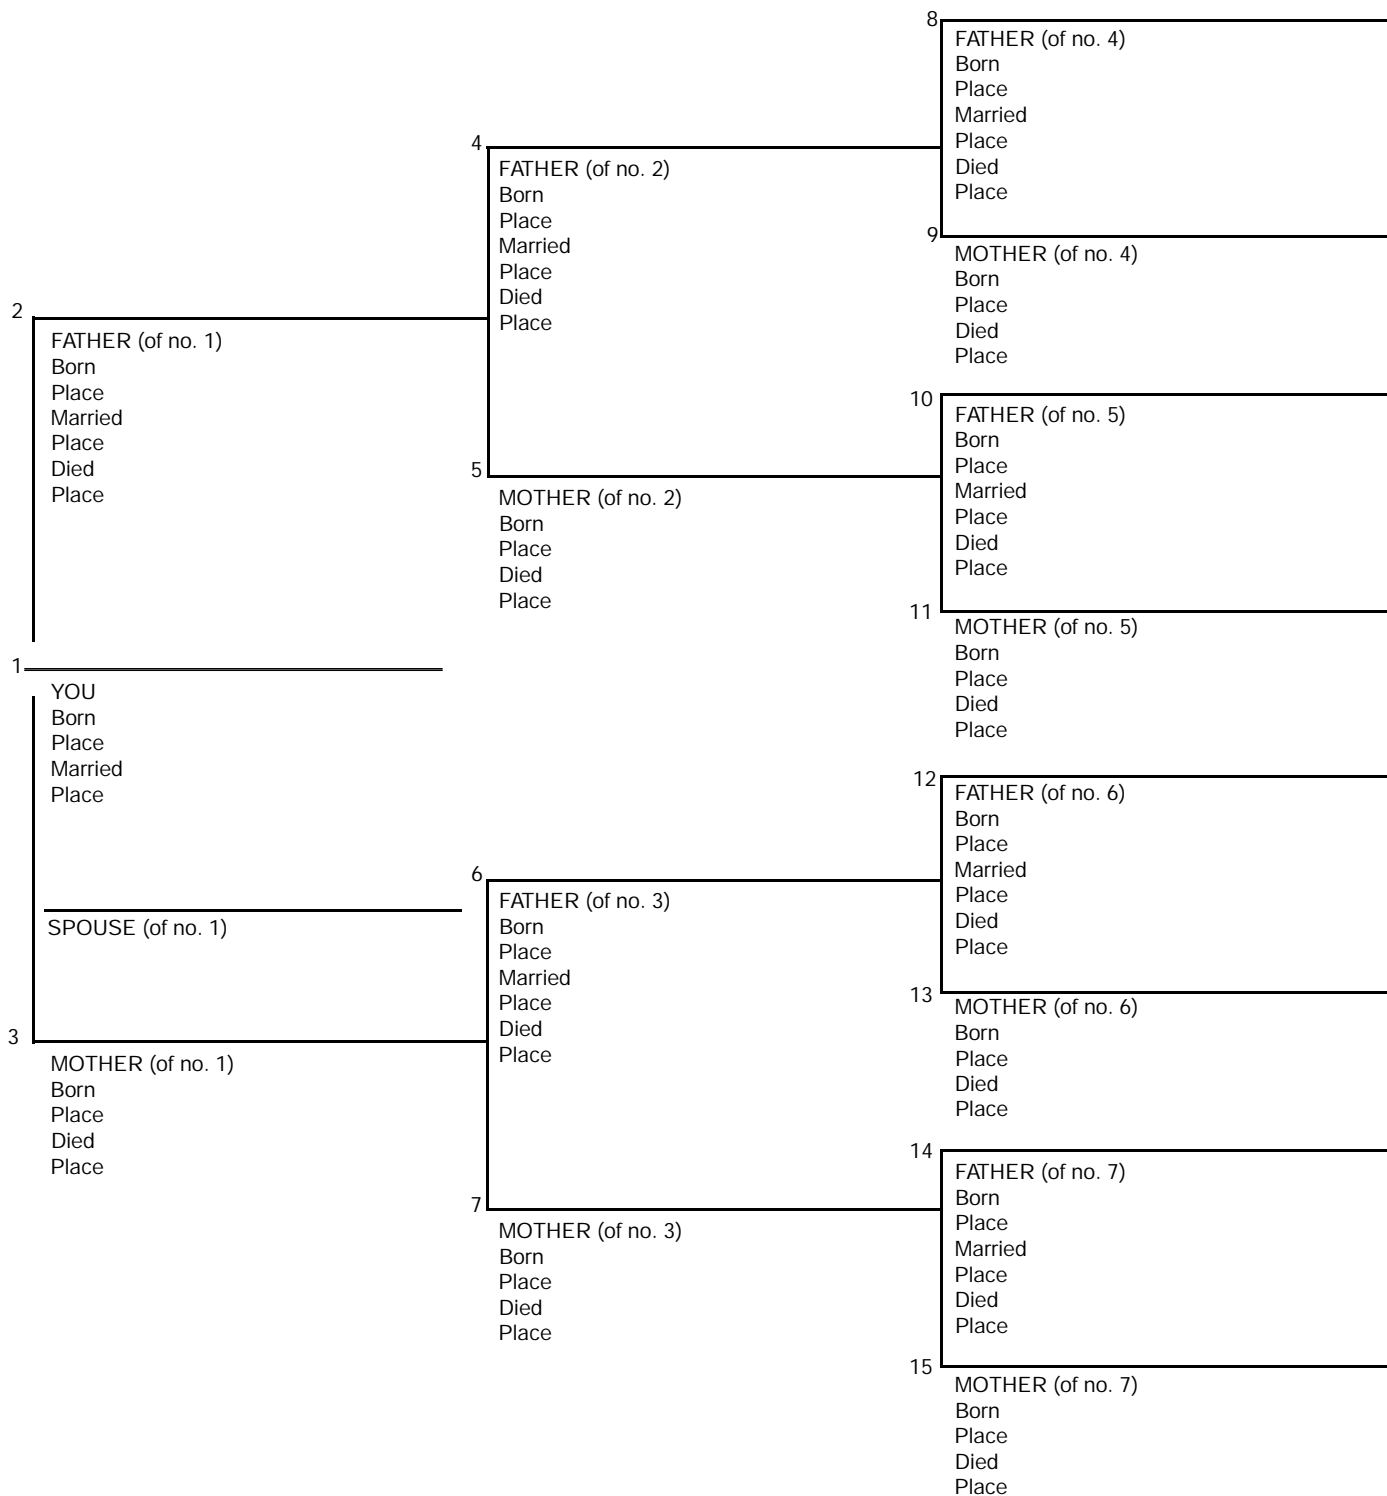 8
FATHER (of no. 4)
Born
Place
Married
Place
Died
Place
9
MOTHER (of no. 4)
Born
Place
Died
Place
4
FATHER (of no. 2)
Born
Place
Married
Place
Died
Place
2
FATHER (of no. 1)
Born
Place
Married
Place
Died
Place
10
FATHER (of no. 5)
Born
Place
Married
Place
Died
Place
5
MOTHER (of no. 2)
Born
Place
Died
Place
11
MOTHER (of no. 5)
Born
Place
Died
Place
1
YOU
Born
Place
Married
Place
SPOUSE (of no. 1)
12
FATHER (of no. 6)
Born
Place
Married
Place
Died
Place
6
FATHER (of no. 3)
Born
Place
Married
Place
Died
Place
13
MOTHER (of no. 6)
Born
Place
Died
Place
3
MOTHER (of no. 1)
Born
Place
Died
Place
14
FATHER (of no. 7)
Born
Place
Married
Place
Died
Place
7
MOTHER (of no. 3)
Born
Place
Died
Place
15
MOTHER (of no. 7)
Born
Place
Died
Place